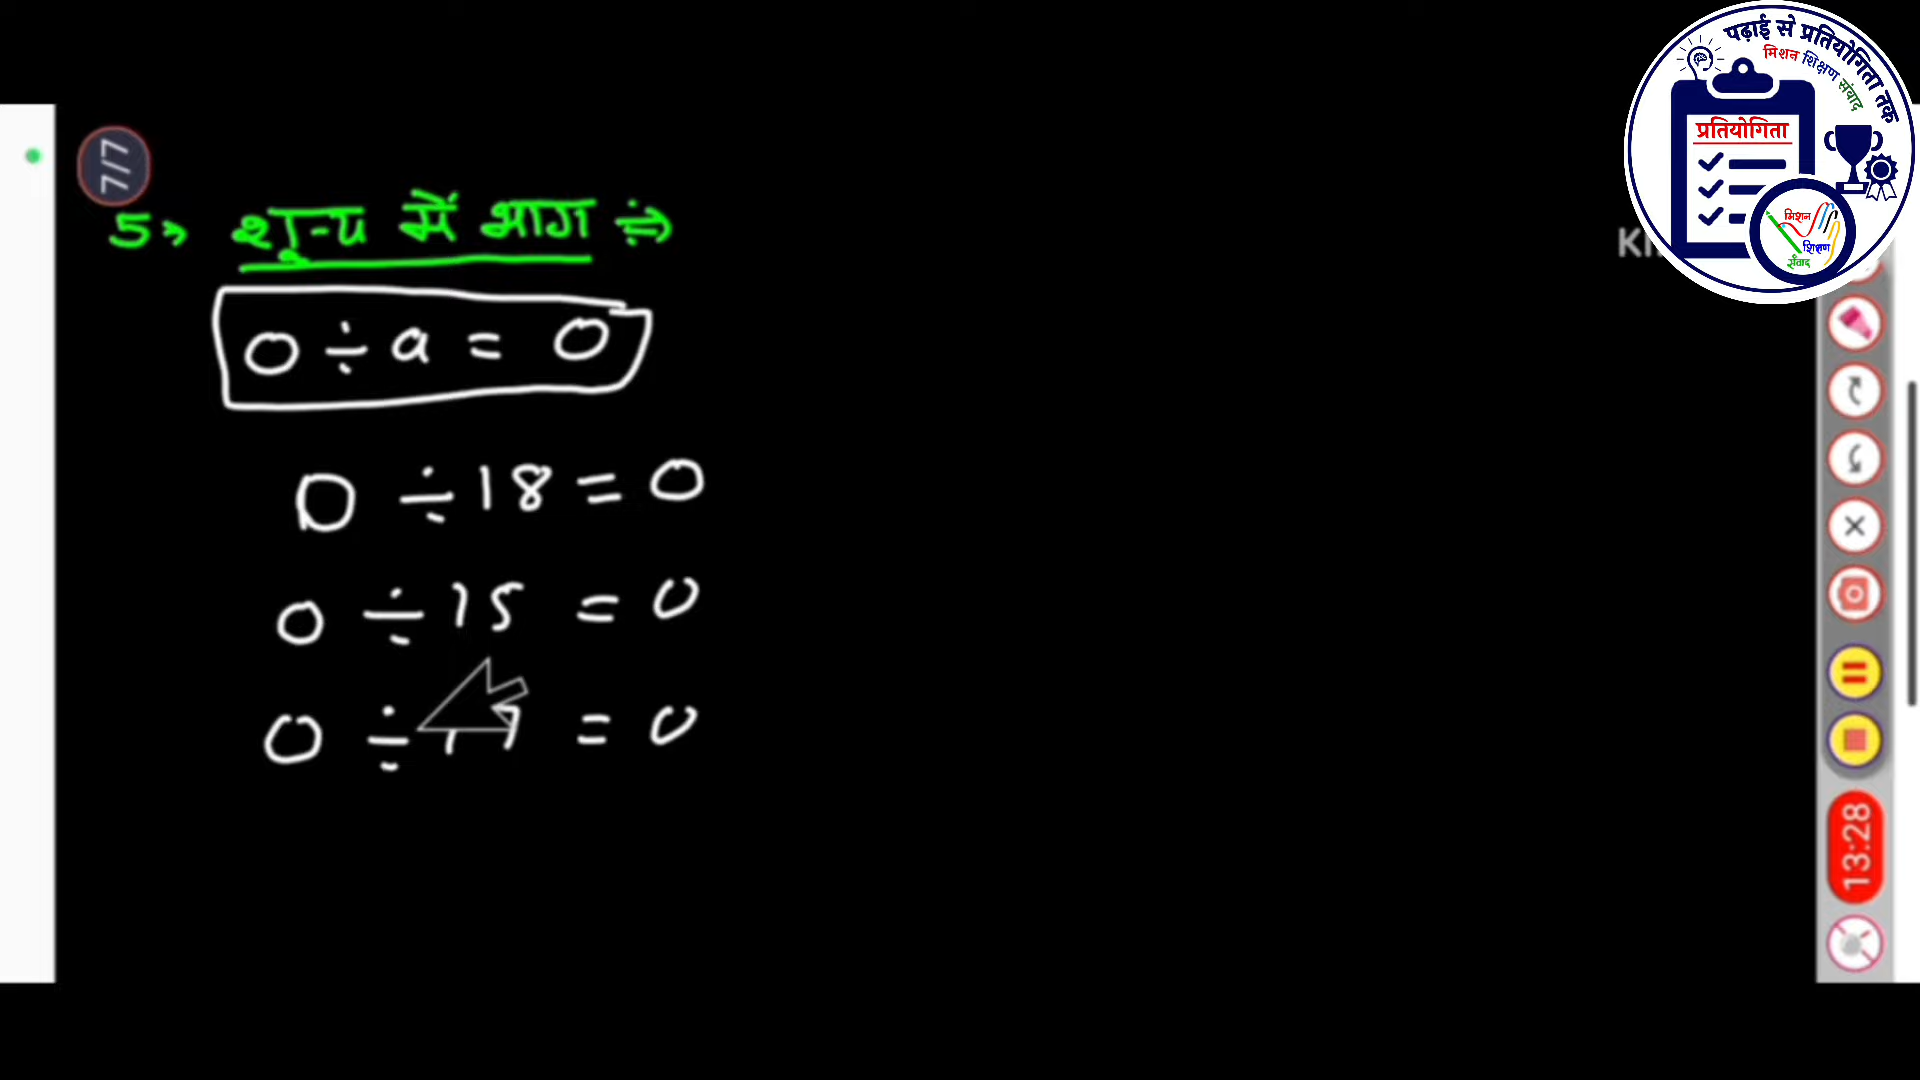 पढ़ाई से प्रतियोगिता तक
मिशन शिक्षण संवाद
प्रतियोगिता
मिशन
शिक्षण
संवाद
7/7
5> शून्य में भाग ÷>
0 ÷ a = 0
0 ÷ 18 = 0
0 ÷ 15 = 0
0 ÷ = 0
13:28